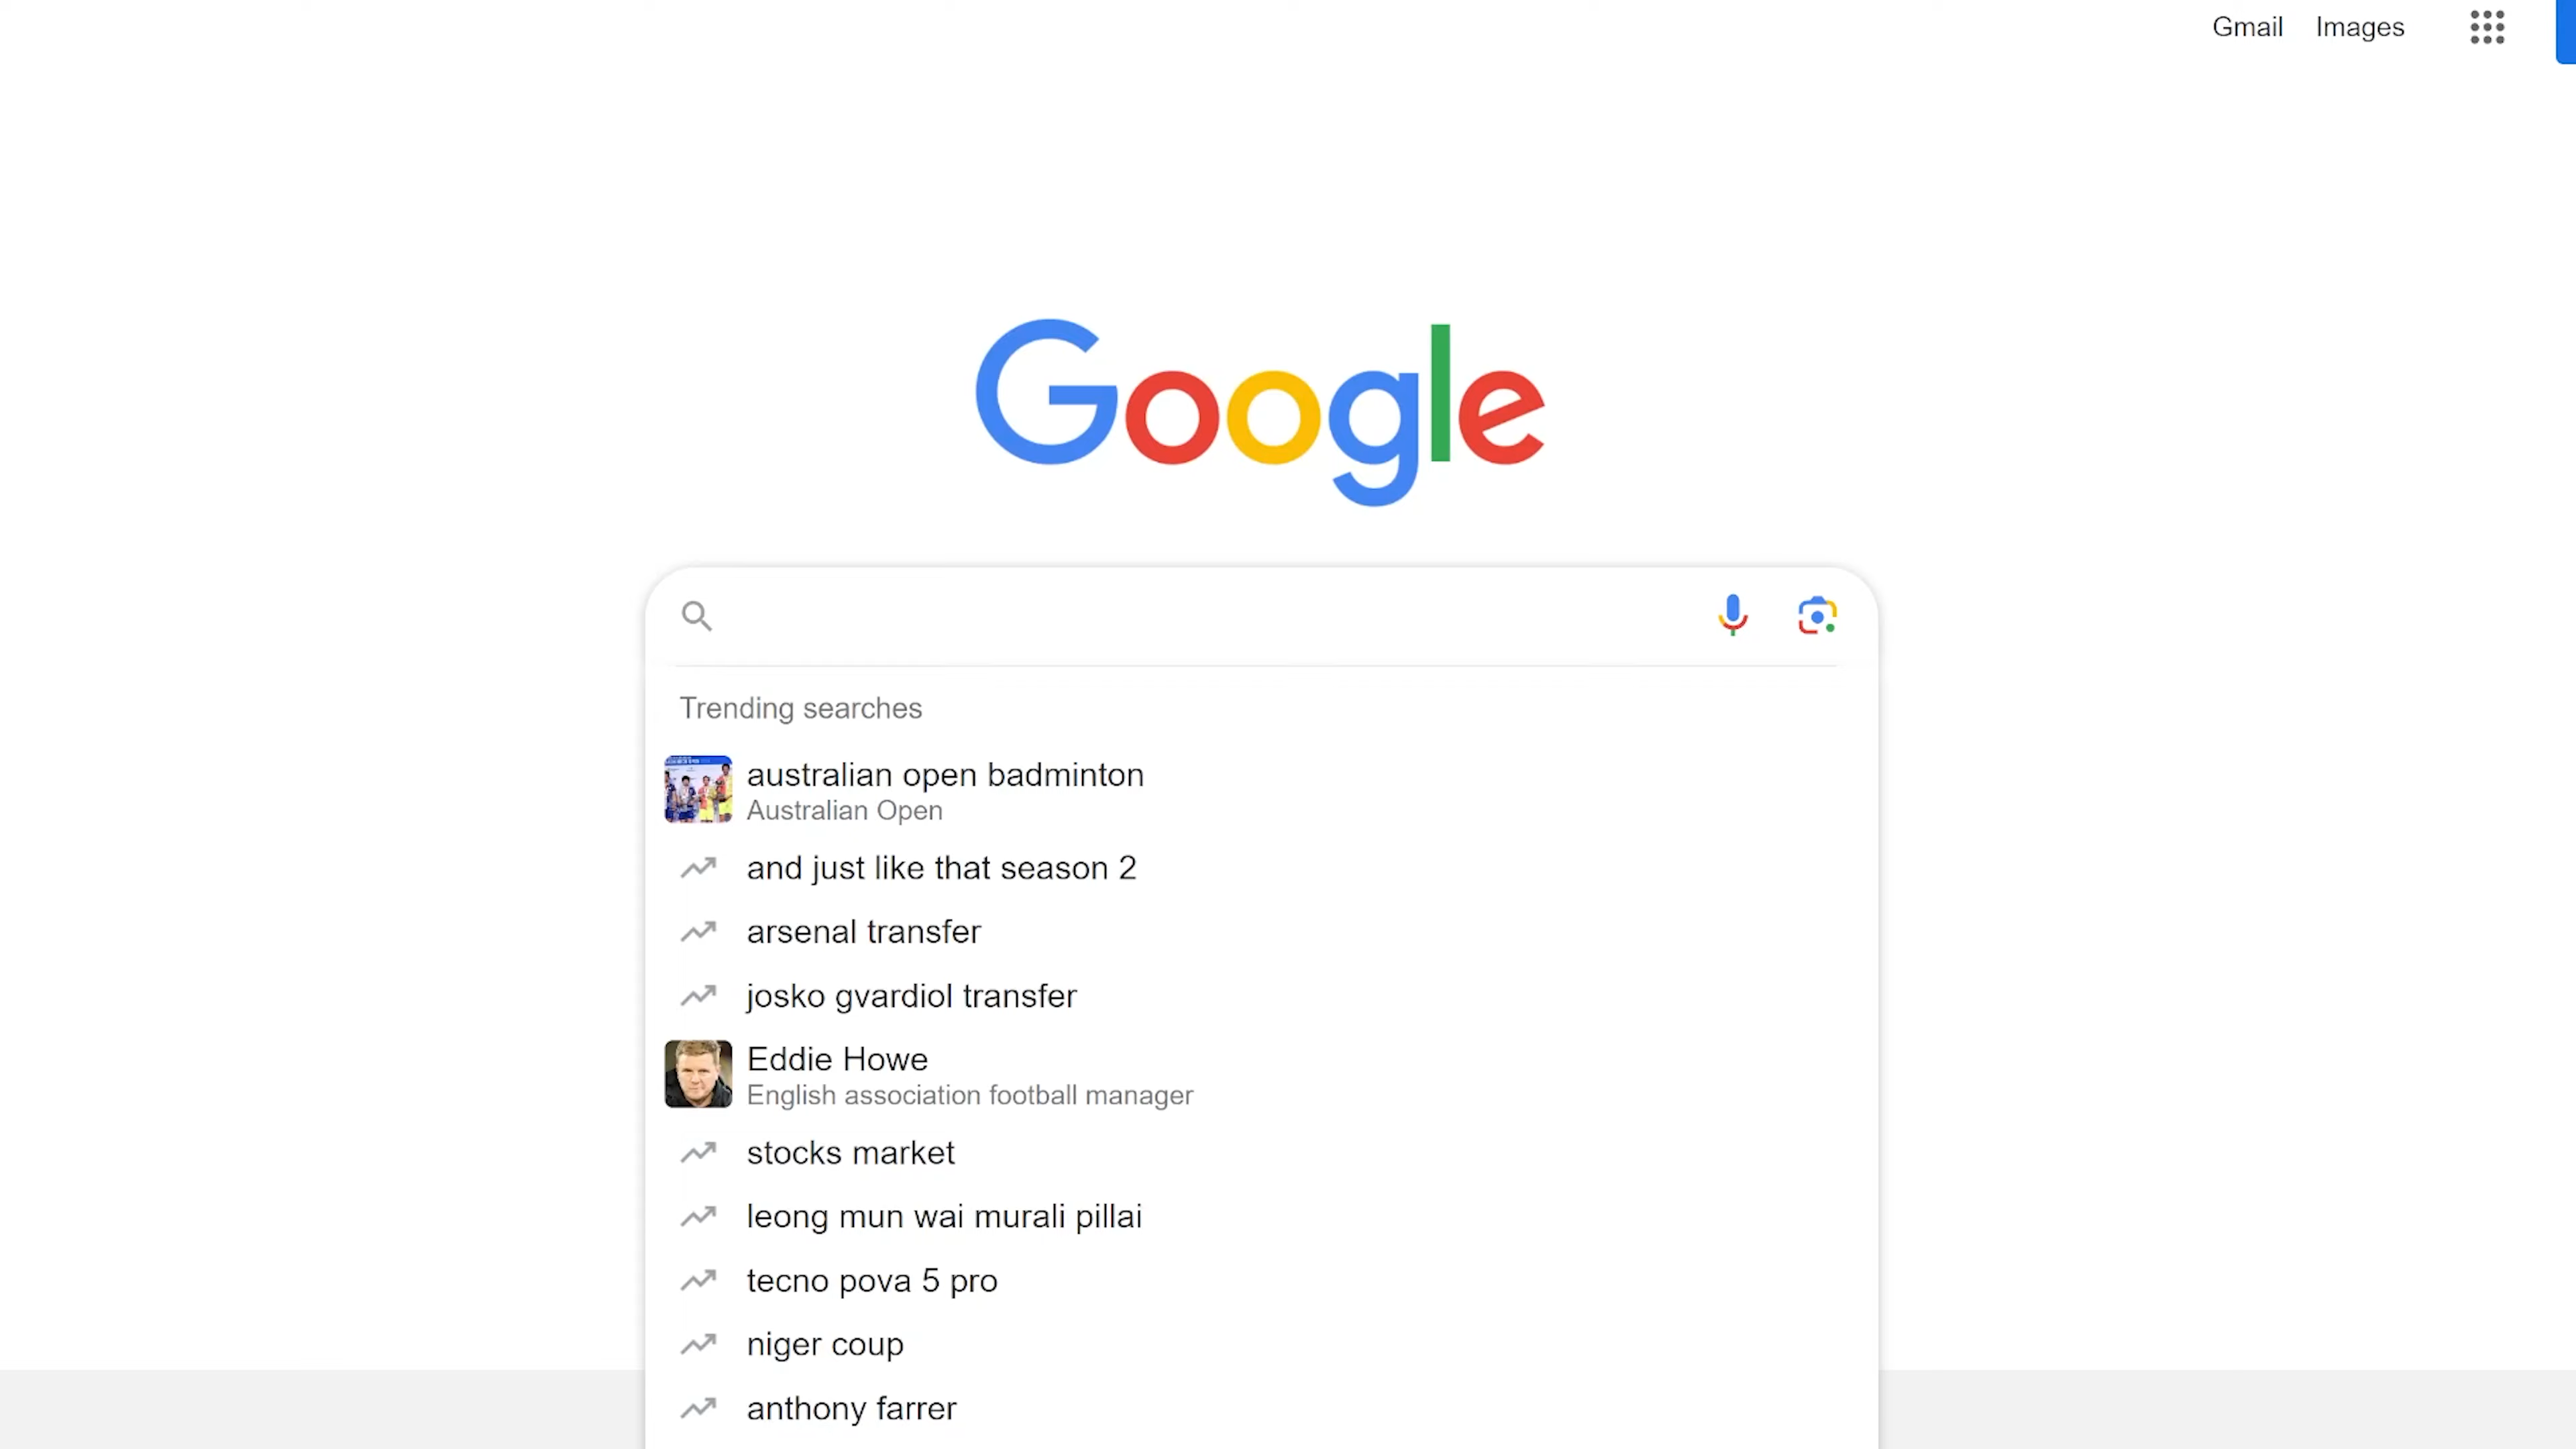 Gmail Images
Google
Trending searches
australian open badminton
Australian Open
and just like that season 2
arsenal transfer
josko gvardiol transfer
Eddie Howe
English association football manager
stocks market
leong mun wai murali pillai
tecno pova 5 pro
niger coup
anthony farrer